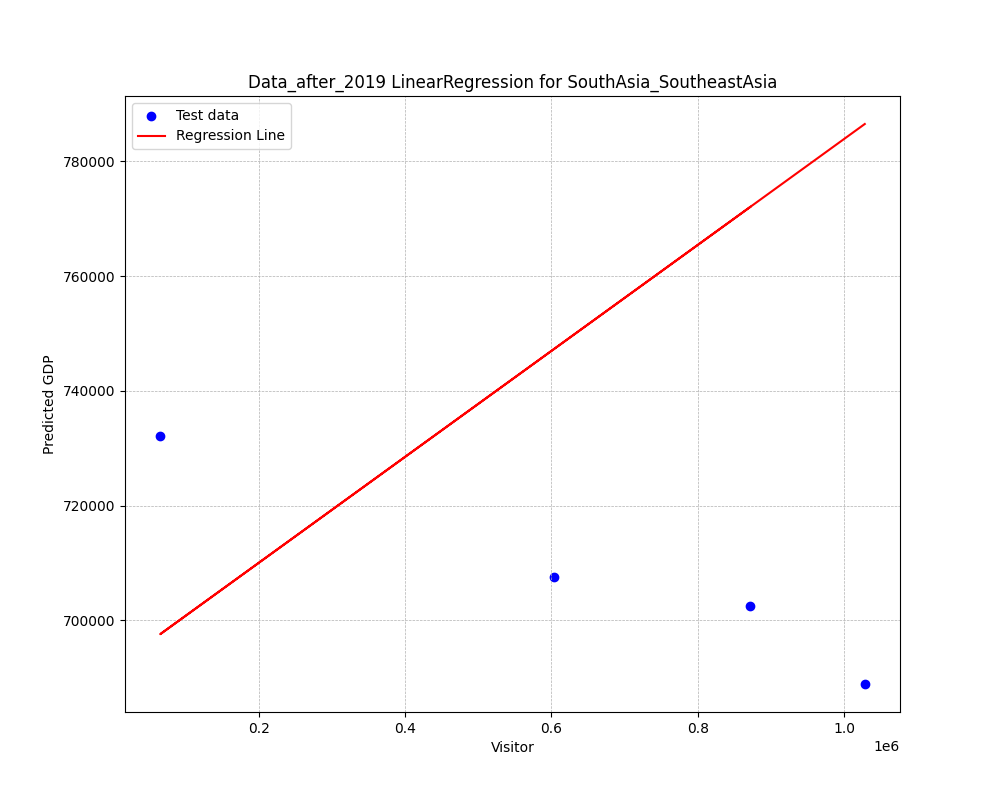 Data_after_2019 LinearRegression for SouthAsia_SoutheastAsia
Test data
Regression Line
780000
760000
740000
720000
700000
Predicted GDP
0.2
0.4
0.6
0.8
1.0
1e6
Visitor